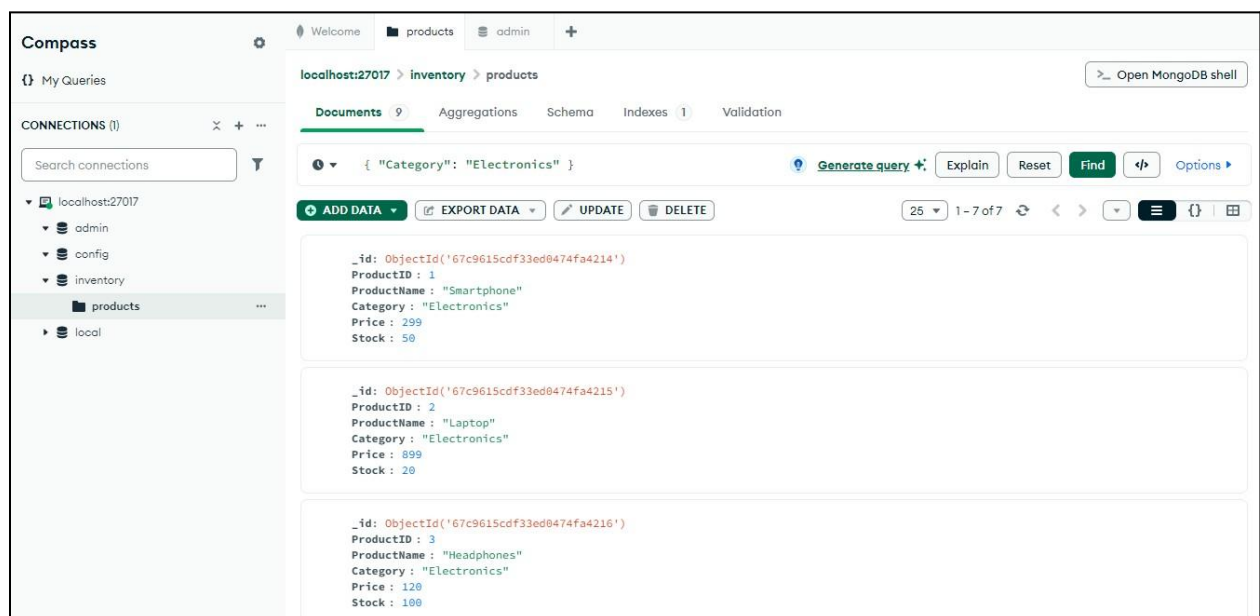 Compass
{} My Queries
CONNECTIONS (1)
Search connections
localhost:27017
admin
config
inventory
products
local
Welcome
products
admin
localhost:27017 > inventory > products
>_ Open MongoDB shell
Documents 9 Aggregations Schema Indexes 1 Validation
{ "Category": "Electronics" }
Generate query Explain Reset Find </> Options
ADD DATA EXPORT DATA UPDATE DELETE
25 1 – 7 of 7 {}
_id: ObjectId('67c9615cdf33ed0474fa4214')
ProductID : 1
ProductName : "Smartphone"
Category : "Electronics"
Price : 299
Stock : 50
_id: ObjectId('67c9615cdf33ed0474fa4215')
ProductID : 2
ProductName : "Laptop"
Category : "Electronics"
Price : 899
Stock : 20
_id: ObjectId('67c9615cdf33ed0474fa4216')
ProductID : 3
ProductName : "Headphones"
Category : "Electronics"
Price : 120
Stock : 100